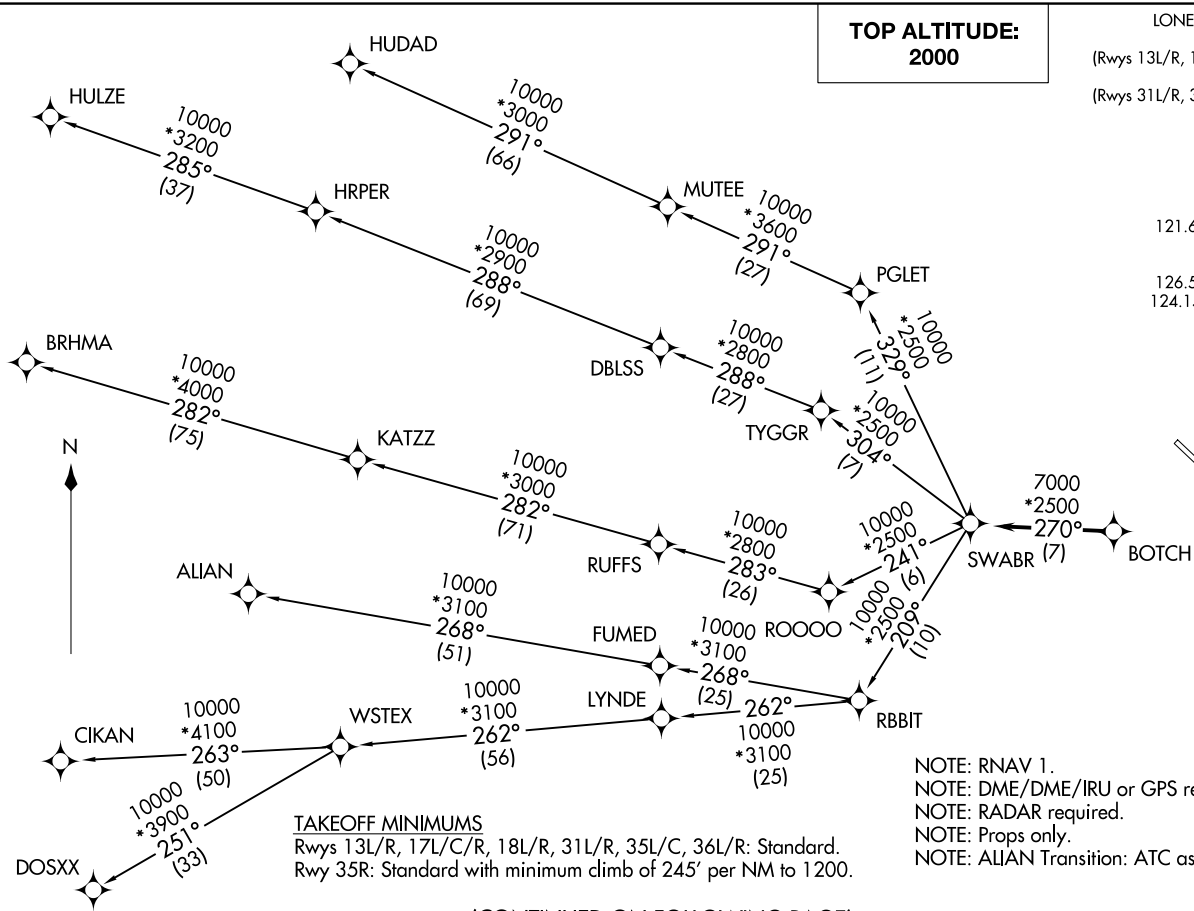 TOP ALTITUDE:
2000
LONE
(Rwys 13L/R, 1
(Rwys 31L/R, 3
121.6
126.5
124.1
HUDAD
10000
*3000
291°
(66)
HULZE
10000
*3200
285°
(37)
HRPER
MUTEE
10000
*3600
291°
(27)
PGLET
10000
*2900
288°
(69)
10000
*2500
329°
(11)
BRHMA
DBLSS
10000
*2800
288°
(27)
TYGGR
10000
*2500
304°
(7)
10000
*4000
282°
(75)
N
KATZZ
10000
*3000
282°
(71)
RUFFS
10000
*2800
283°
(26)
ROOOO
10000
*2500
241°
(6)
SWABR
7000
*2500
270°
(7)
BOTCH
10000
*2500
209°
(10)
ALIAN
10000
*3100
268°
(51)
FUMED
10000
*3100
268°
(25)
RBBIT
LYNDE
262°
10000
*3100
(25)
WSTEX
10000
*3100
262°
(56)
CIKAN
10000
*4100
263°
(50)
10000
*3900
251°
(33)
DOSXX
TAKEOFF MINIMUMS
Rwys 13L/R, 17L/C/R, 18L/R, 31L/R, 35L/C, 36L/R: Standard.
Rwy 35R: Standard with minimum climb of 245' per NM to 1200.
NOTE: RNAV 1.
NOTE: DME/DME/IRU or GPS re
NOTE: RADAR required.
NOTE: Props only.
NOTE: ALIAN Transition: ATC as